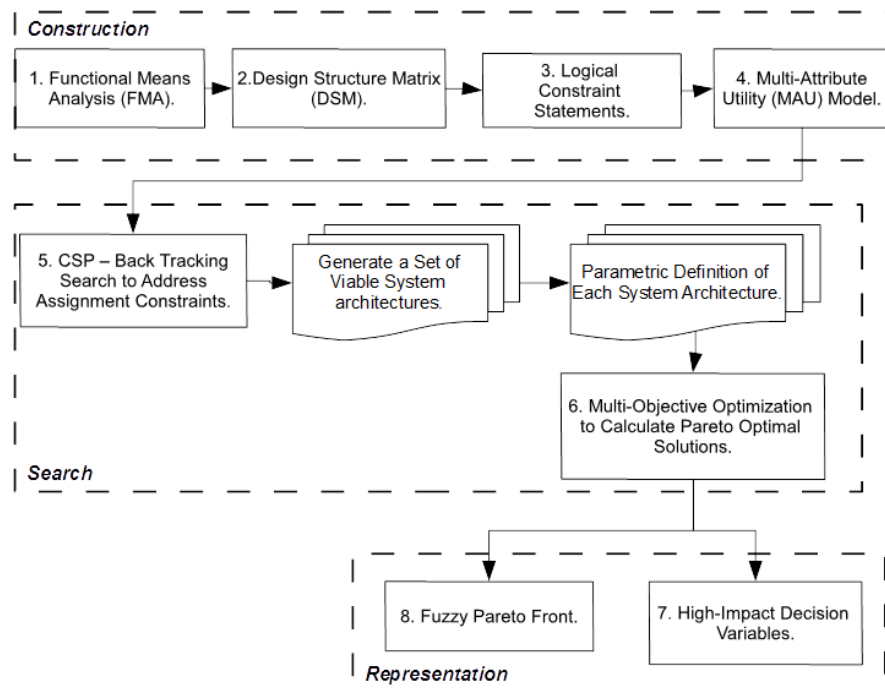 Construction
1. Functional Means
Analysis (FMA).
2.Design Structure Matrix
(DSM).
3. Logical
Constraint
Statements.
4. Multi-Attribute
Utility (MAU) Model.
5. CSP – Back Tracking
Search to Address
Assignment Constraints.
Generate a Set of
Viable System
architectures.
Parametric Definition of
Each System Architecture.
6. Multi-Objective Optimization
to Calculate Pareto Optimal
Solutions.
Search
8. Fuzzy Pareto Front.
7. High-Impact Decision
Variables.
Representation